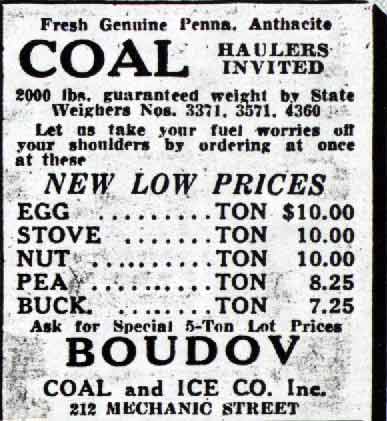 Fresh Genuine Penna. Anthacite
COAL HAULERS INVITED
2000 lbs. guaranteed weight by State
Weighers Nos. 3371, 3571, 4360
Let us take your fuel worries off
your shoulders by ordering at once
at these
NEW LOW PRICES
EGG ......... TON $10.00
STOVE ....... TON 10.00
NUT ......... TON 10.00
PEA ......... TON 8.25
BUCK. ........ TON 7.25
Ask for Special 5-Ton Lot Prices
BOUDOV
COAL and ICE CO. Inc.
212 MECHANIC STREET